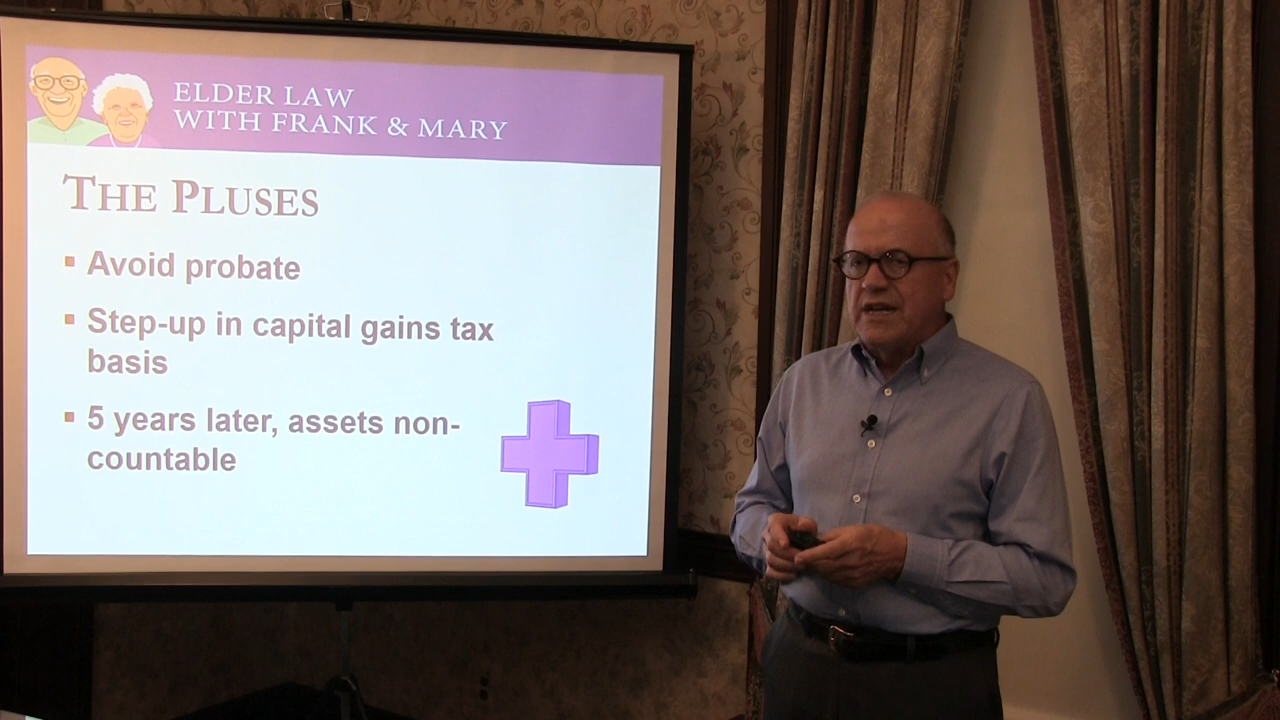 ELDER LAW
WITH FRANK & MARY
THE PLUSES
Avoid probate
Step-up in capital gains tax
basis
5 years later, assets non-
countable